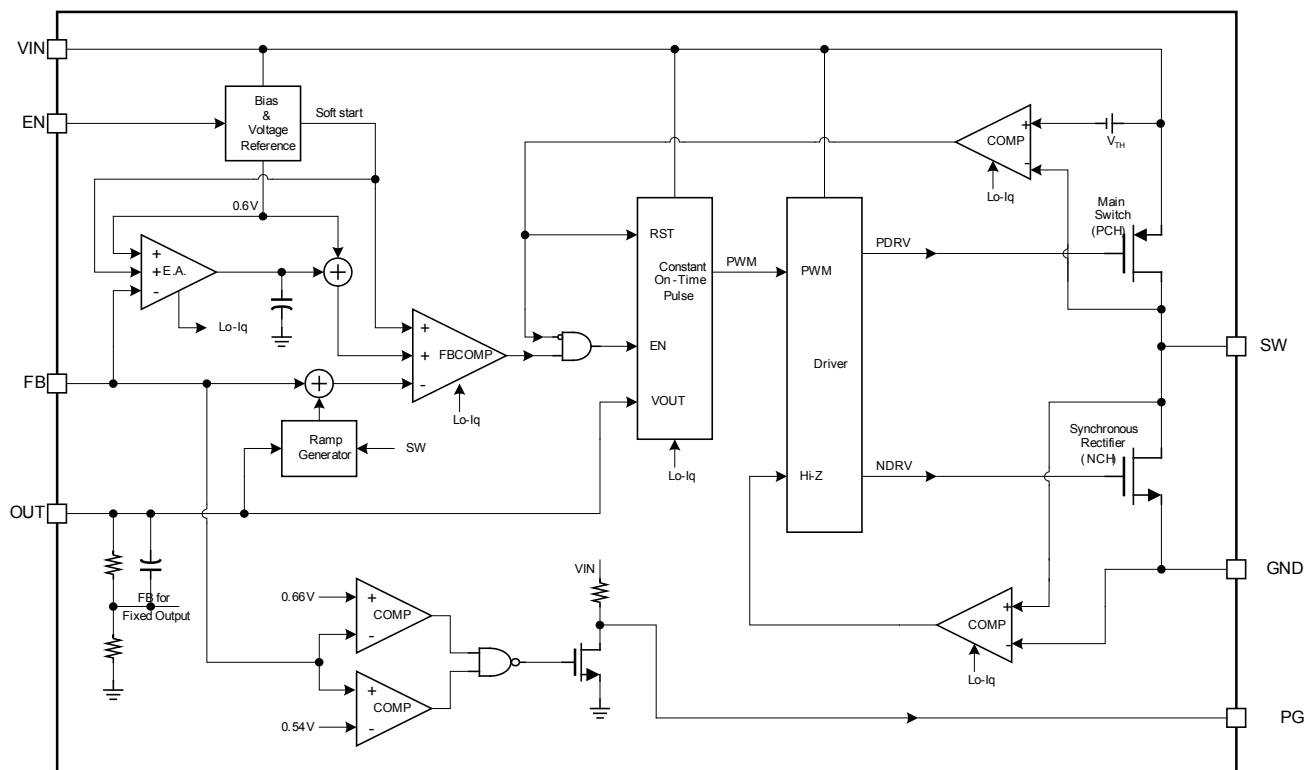 VIN
EN
Bias
&
Voltage
Reference
Soft start
0.6V
+
+
-
E.A.
Lo-Iq
+
+
+
-
FBCOMP
Lo-Iq
FB
+
Ramp
Generator
SW
OUT
FB for
Fixed Output
RST
Constant
On-Time
Pulse
EN
VOUT
Lo-Iq
PWM
PWM
Driver
Hi-Z
PDRV
NDRV
+
-
COMP
Lo-Iq
VTH
Main
Switch
(PCH)
SW
Synchronous
Rectifier
(NCH)
GND
+
-
COMP
Lo-Iq
0.66V
+
-
COMP
0.54V
+
-
COMP
VIN
PG